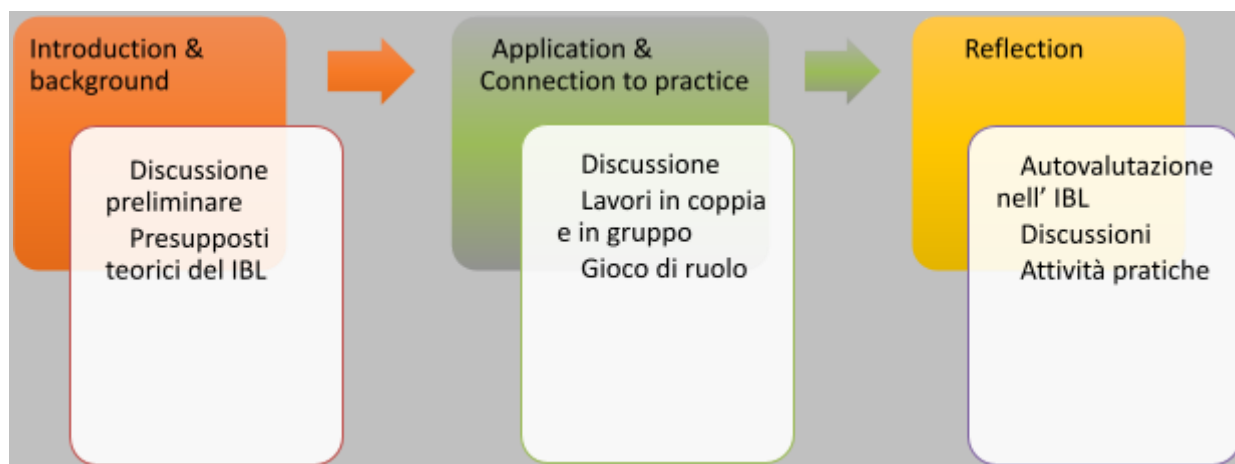 Introduction &
background
Discussione
preliminare
Presupposti
teorici del IBL
Application &
Connection to practice
Discussione
Lavori in coppia
e in gruppo
Gioco di ruolo
Reflection
Autovalutazione
nell’ IBL
Discussioni
Attività pratiche